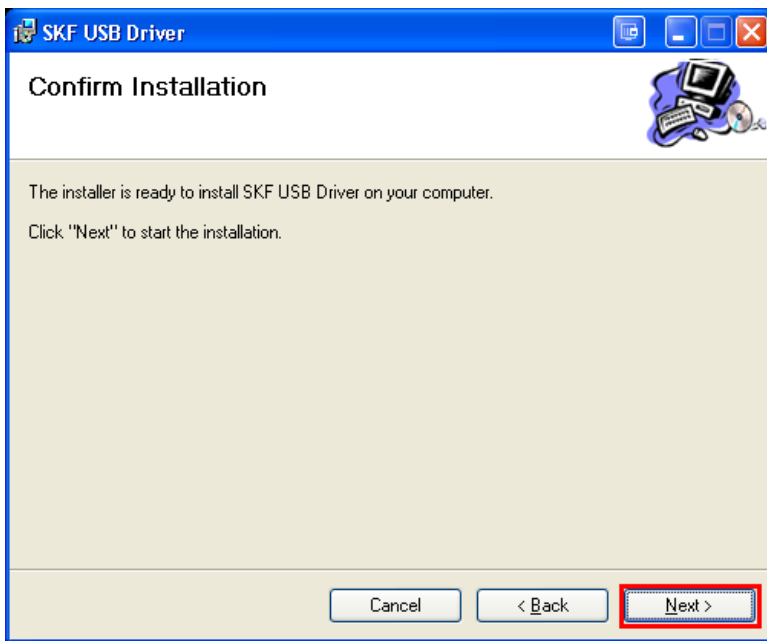 SKF USB Driver
Confirm Installation
The installer is ready to install SKF USB Driver on your computer.
Click "Next" to start the installation.
Cancel
< Back
Next >